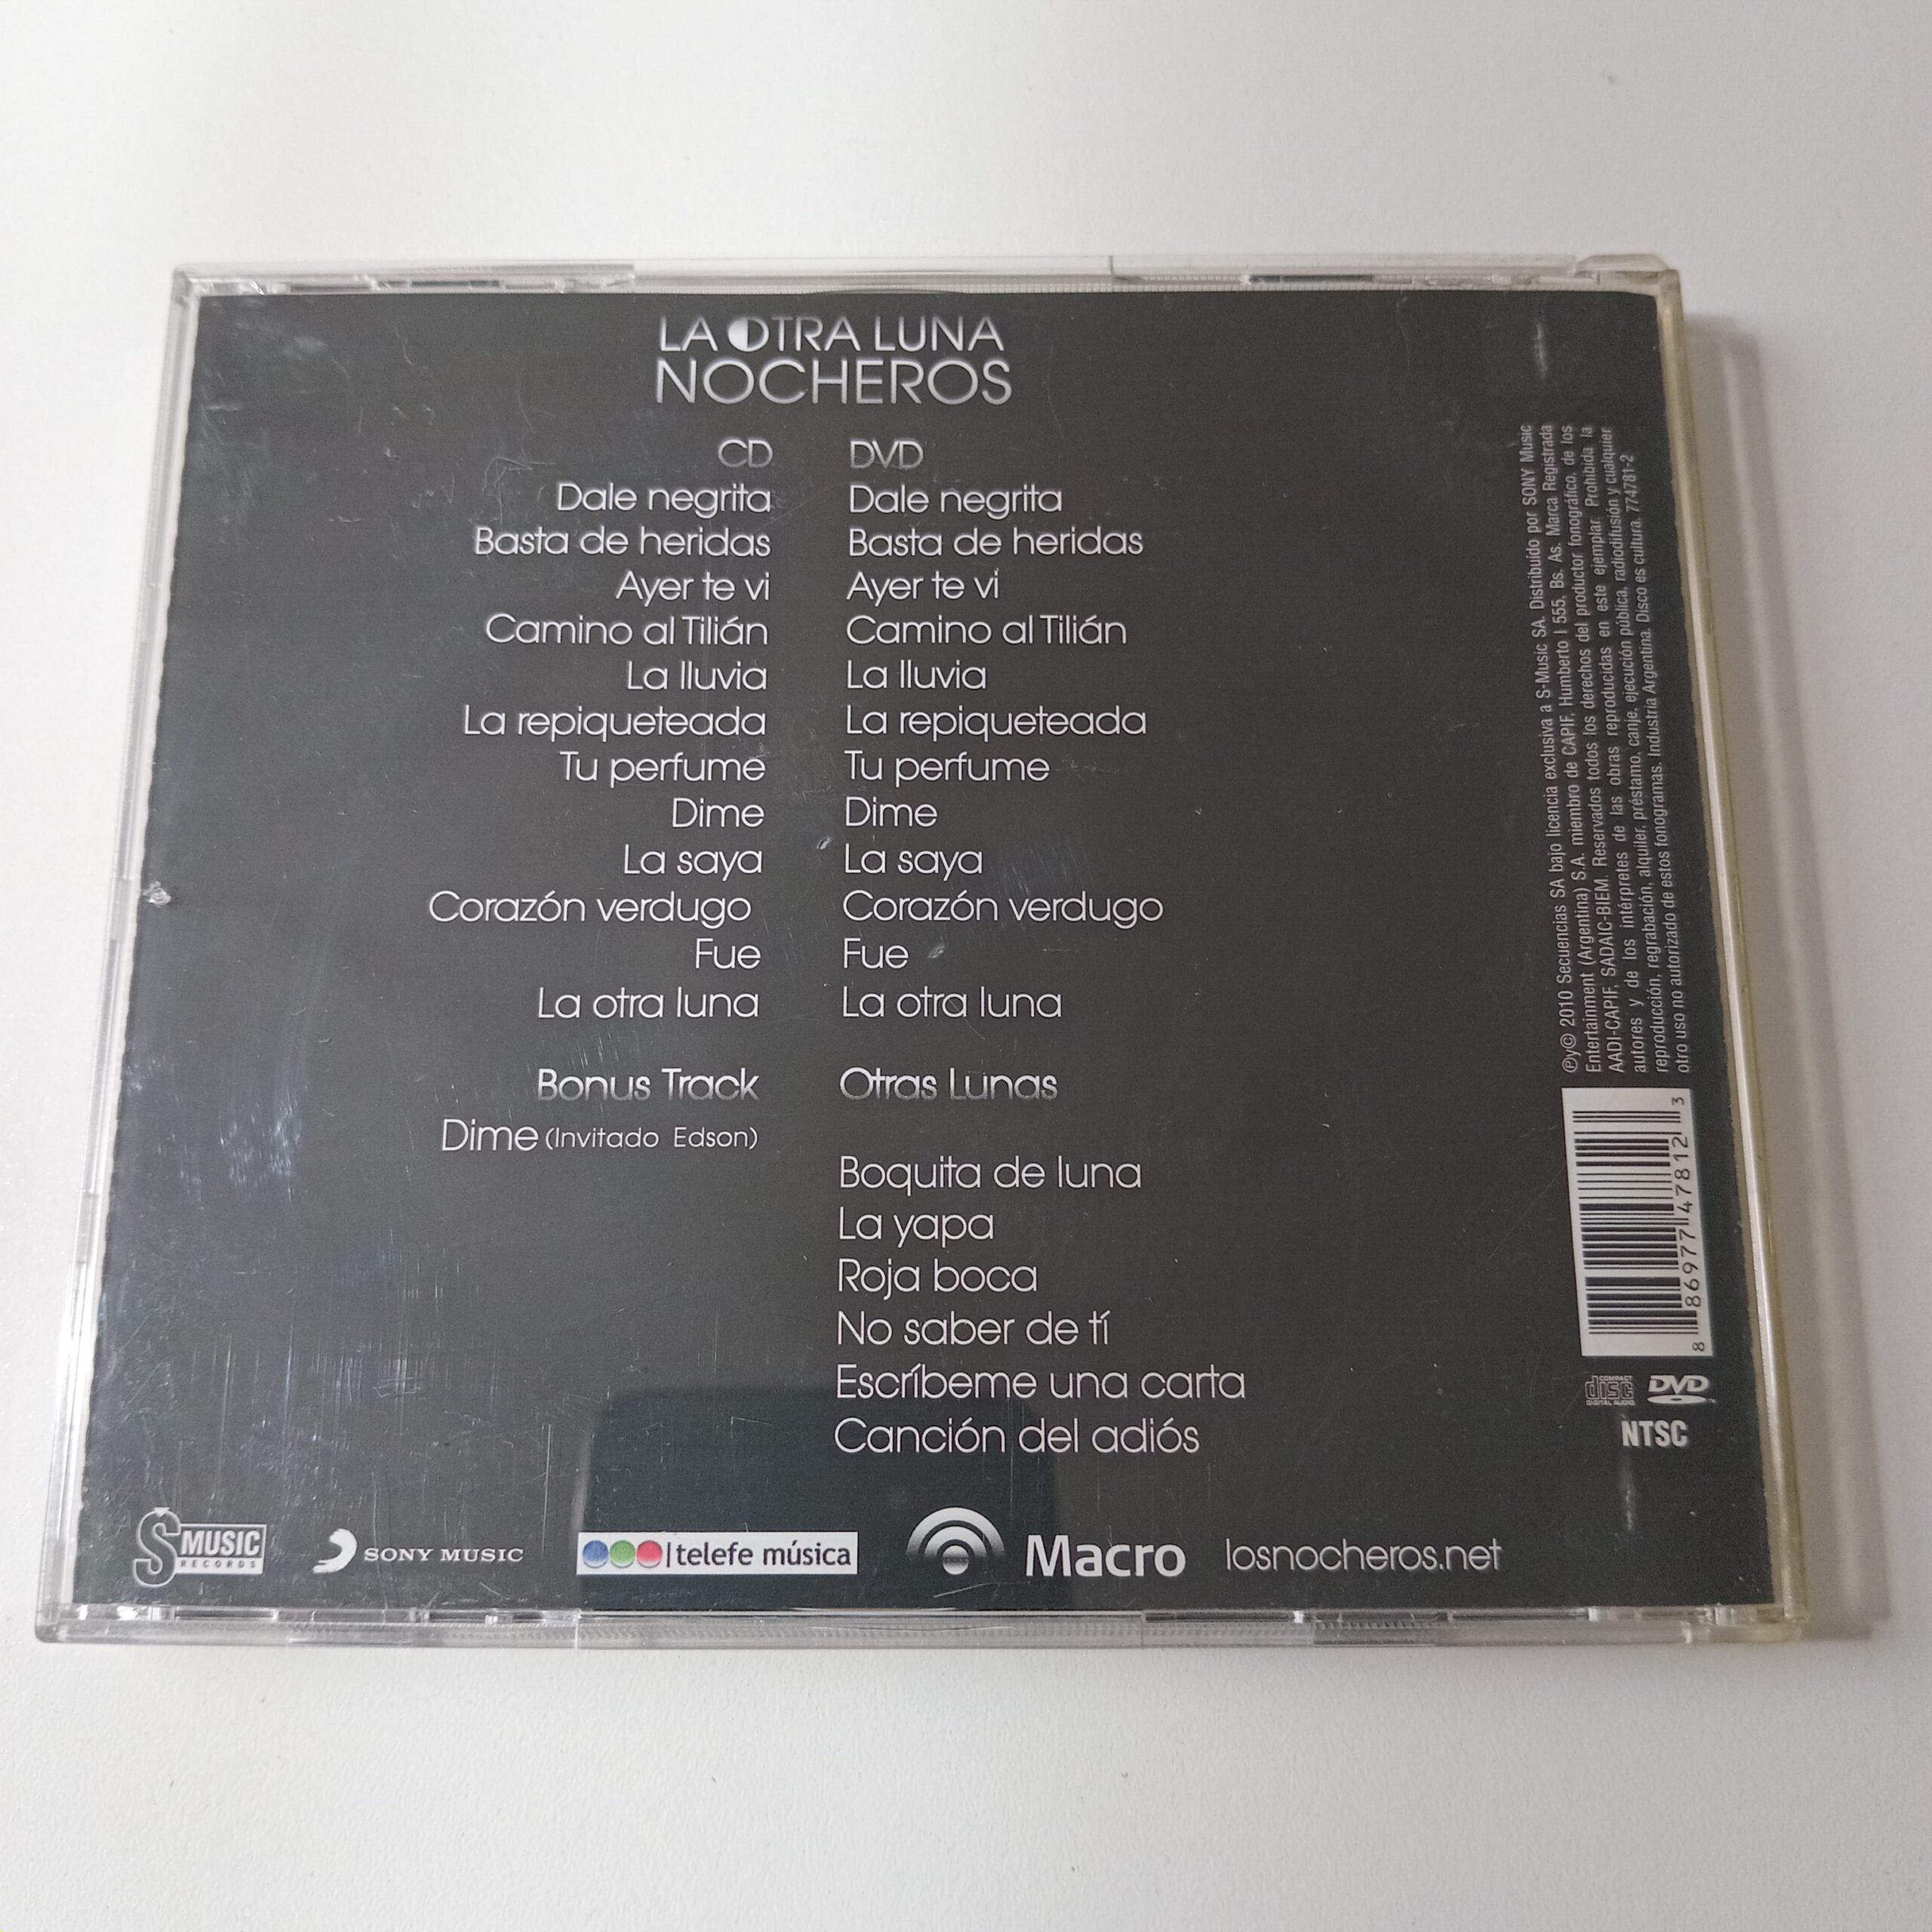 LA OTRA LUNA
NOCHEROS
CD
Dale negrita
Basta de heridas
Ayer te vi
Camino al Tilián
La lluvia
La repiqueteada
Tu perfume
Dime
La saya
Corazón verdugo
Fue
La otra luna
Bonus Track
Dime (Invitado Edson)
DVD
Dale negrita
Basta de heridas
Ayer te vi
Camino al Tilián
La lluvia
La repiqueteada
Tu perfume
Dime
La saya
Corazón verdugo
Fue
La otra luna
Otras Lunas
Boquita de luna
La yapa
Roja boca
No saber de tí
Escríbeme una carta
Canción del adiós
℗y© 2010 Secuencias SA bajo licencia exclusiva a S-Music SA. Distribuido por SONY Music
Entertainment (Argentina) S.A. miembro de CAPIF, Humberto I 555, Bs. As. Marca Registrada
AADI-CAPIF, SADAIC-BIEM. Reservados todos los derechos del productor fonográfico, de los
autores y de los intérpretes de las obras reproducidas en este ejemplar. Prohibida la
reproducción, regrabación, alquiler, préstamo, canje, ejecución pública, radiodifusión y cualquier
otro uso no autorizado de estos fonogramas. Industria Argentina. Disco es cultura. 774781-2
8 86977 47812 3
COMPACT
disc
DIGITAL AUDIO
DVD
NTSC
S MUSIC
RECORDS
SONY MUSIC
telefe música
Macro
losnocheros.net